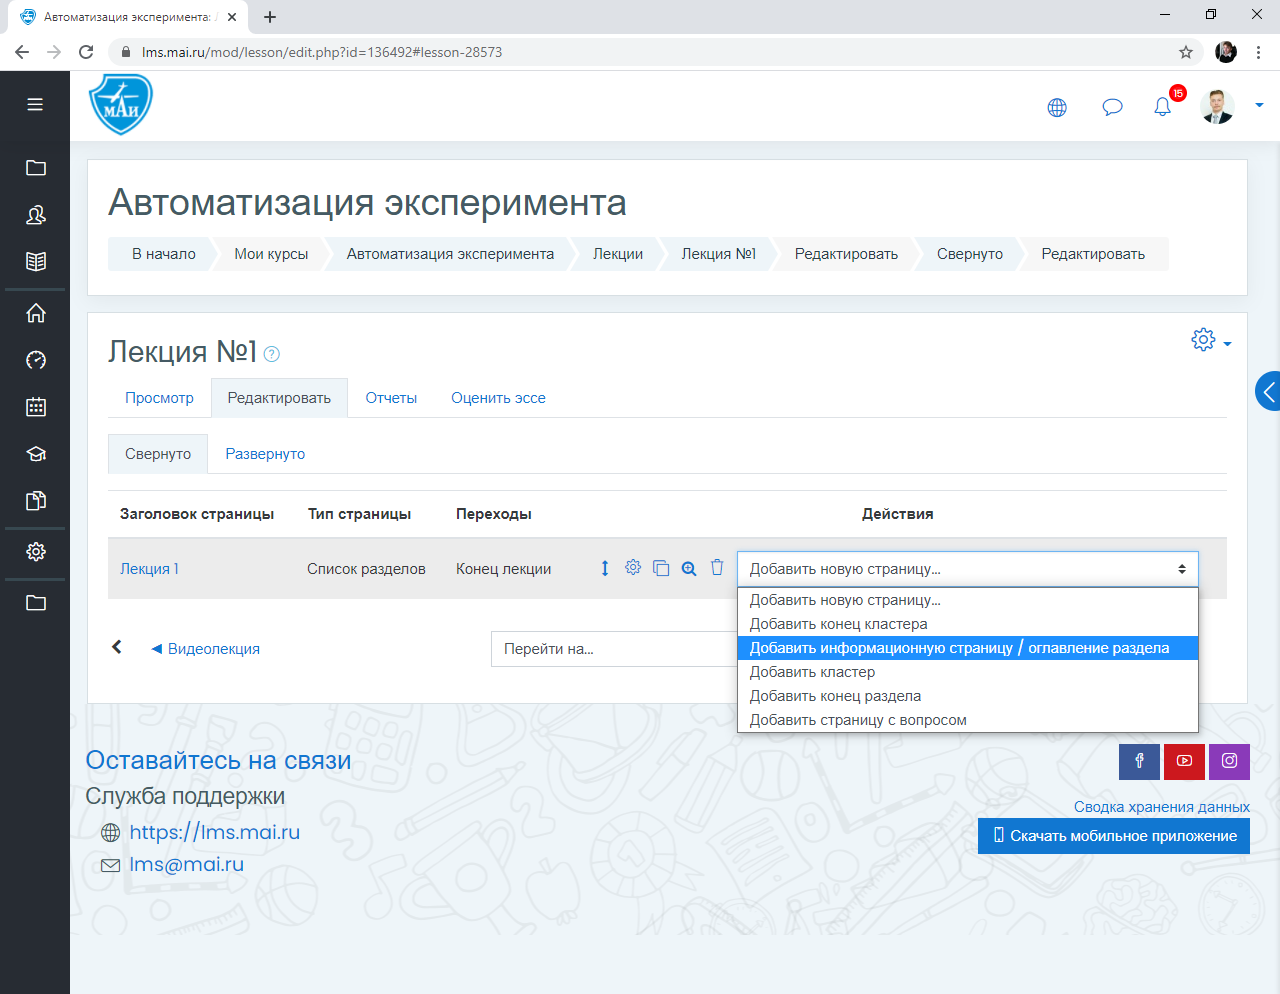 Автоматизация эксперимента:
lms.mai.ru/mod/lesson/edit.php?id=136492#lesson-28573
МАИ
15
Автоматизация эксперимента
В начало Мои курсы Автоматизация эксперимента Лекции Лекция №1 Редактировать Свернуто Редактировать
Лекция №1 ?
Просмотр Редактировать Отчеты Оценить эссе
Свернуто Развернуто
Заголовок страницы Тип страницы Переходы Действия
Лекция 1 Список разделов Конец лекции Добавить новую страницу...
Добавить новую страницу...
Добавить конец кластера
Добавить информационную страницу / оглавление раздела
Добавить кластер
Добавить конец раздела
Добавить страницу с вопросом
◄ Видеолекция Перейти на...
Оставайтесь на связи
Служба поддержки
https://lms.mai.ru
lms@mai.ru
Сводка хранения данных
Скачать мобильное приложение